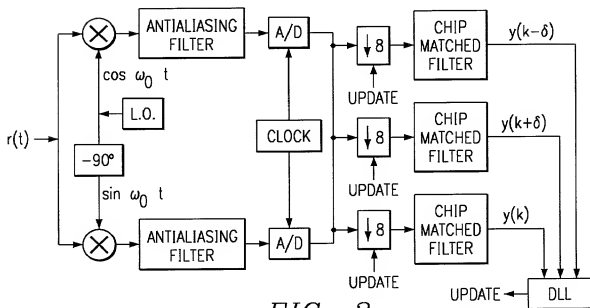 ANTIALIASING
FILTER
A/D
↓ 8
CHIP
MATCHED
FILTER
y(k-δ)
cos ω0 t
UPDATE
L.O.
r(t)
CLOCK
↓ 8
CHIP
MATCHED
FILTER
y(k+δ)
-90°
UPDATE
sin ω0 t
ANTIALIASING
FILTER
A/D
↓ 8
CHIP
MATCHED
FILTER
y(k)
UPDATE
UPDATE
DLL